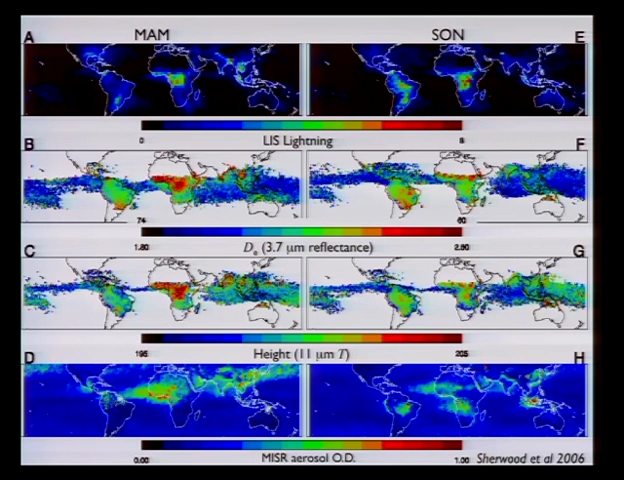 MAM SON
A E
0 8
LIS Lightning
B F
74 60
1.80 Dₑ (3.7 µm reflectance) 2.80
C G
195 Height (11 µm T) 205
D H
0.00 MISR aerosol O.D. 1.00 Sherwood et al 2006